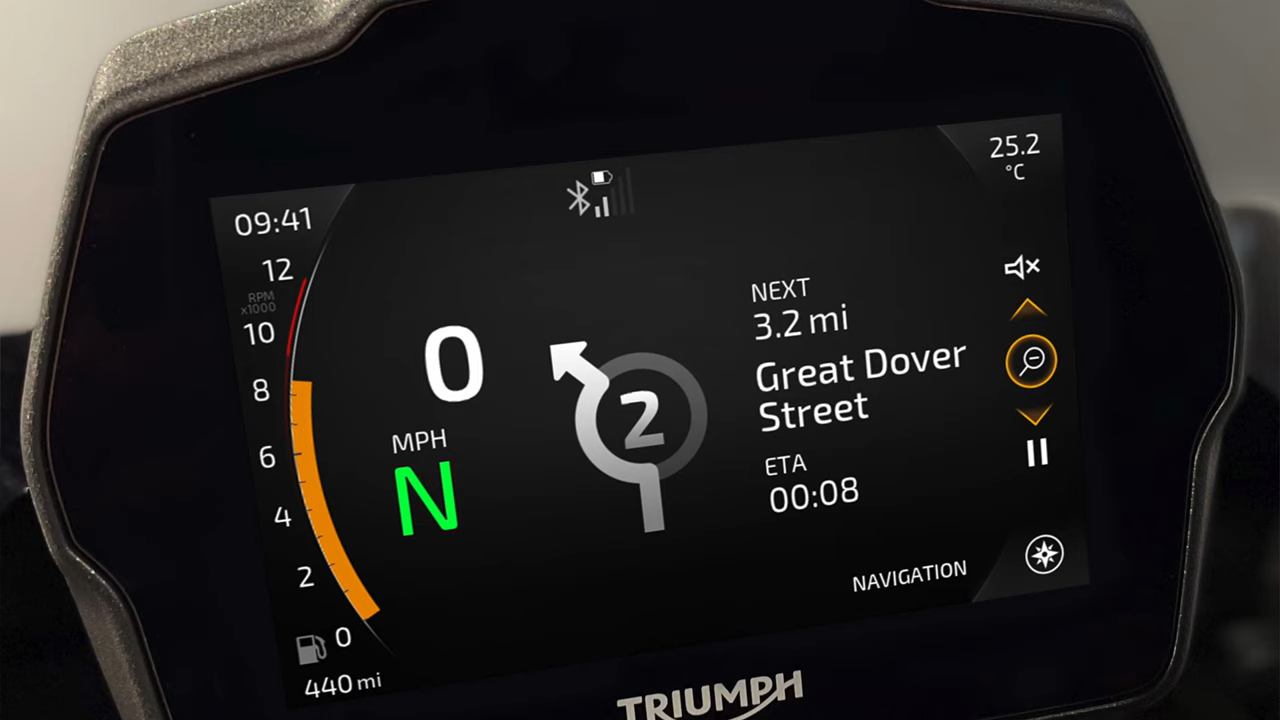 09:41
25.2
°C
12
RPM
x1000
10
8
6
4
2
0
440 mi
0
MPH
N
2
NEXT
3.2 mi
Great Dover
Street
ETA
00:08
NAVIGATION
TRIUMPH